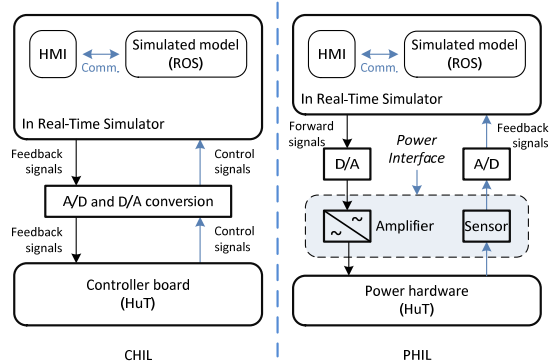 HMI
Comm.
Simulated model
(ROS)
In Real-Time Simulator
Feedback
signals
Control
signals
A/D and D/A conversion
Feedback
signals
Control
signals
Controller board
(HuT)
CHIL
HMI
Comm.
Simulated model
(ROS)
In Real-Time Simulator
Forward
signals
Power
Interface
Feedback
signals
D/A
A/D
~
~
Amplifier
Sensor
Power hardware
(HuT)
PHIL